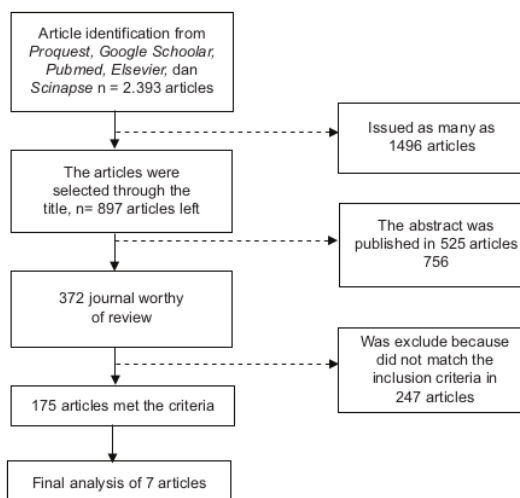 Article identification from
Proquest, Google Schoolar,
Pubmed, Elsevier, dan
Scinapse n = 2.393 articles
Issued as many as
1496 articles
The articles were
selected through the
title, n= 897 articles left
The abstract was
published in 525 articles
756
372 journal worthy
of review
Was exclude because
did not match the
inclusion criteria in
247 articles
175 articles met the criteria
Final analysis of 7 articles